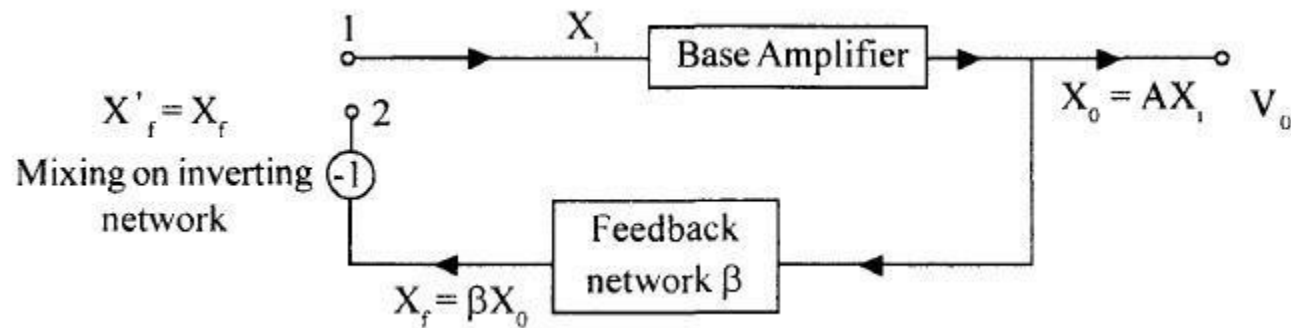 1
X₁
Base Amplifier
X'f = Xf
2
X₀ = AX₁
V₀
Mixing on inverting
network
-1
Feedback
network β
Xf = βX₀